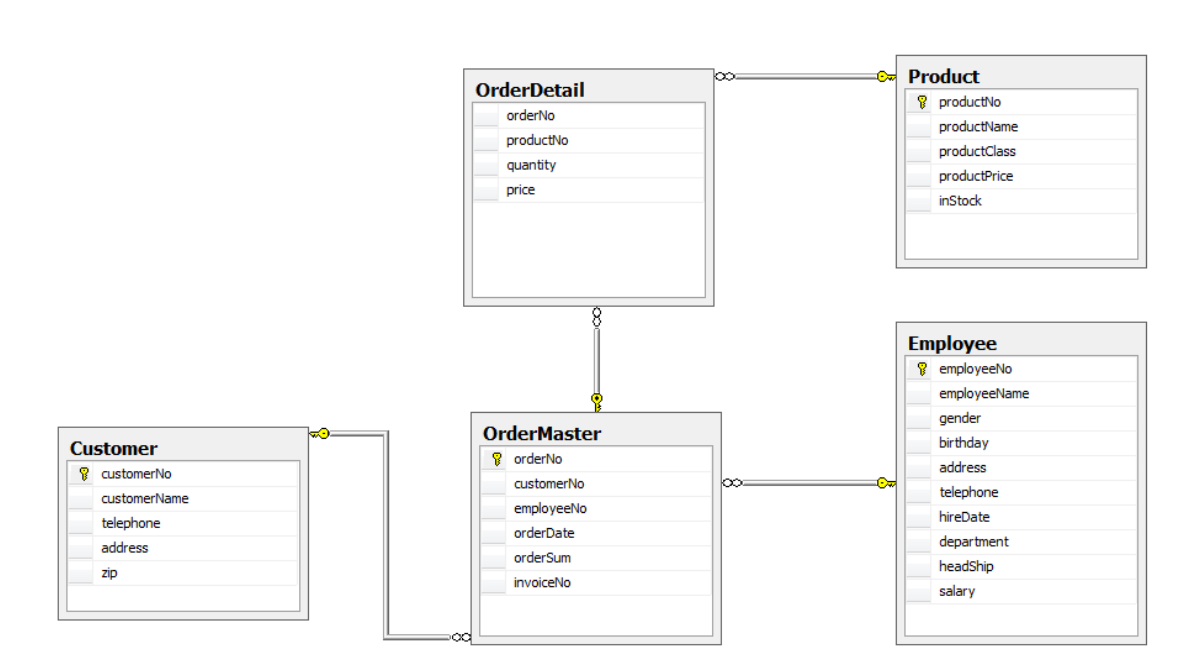 OrderDetail
orderNo
productNo
quantity
price
Product
productNo
productName
productClass
productPrice
inStock
Customer
customerNo
customerName
telephone
address
zip
OrderMaster
orderNo
customerNo
employeeNo
orderDate
orderSum
invoiceNo
Employee
employeeNo
employeeName
gender
birthday
address
telephone
hireDate
department
headShip
salary